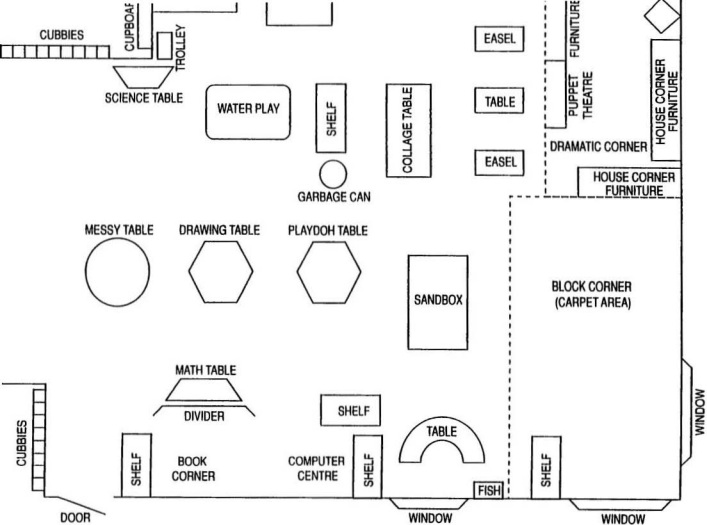 CUBBIES
TROLLEY
EASEL
FURNITURE
SCIENCE TABLE
WATER PLAY
SHELF
COLLAGE TABLE
TABLE
PUPPET
THEATRE
HOUSE CORNER
FURNITURE
DRAMATIC CORNER
EASEL
HOUSE CORNER
FURNITURE
GARBAGE CAN
MESSY TABLE
DRAWING TABLE
PLAYDOH TABLE
SANDBOX
BLOCK CORNER
(CARPET AREA)
MATH TABLE
DIVIDER
SHELF
TABLE
WINDOW
CUBBIES
SHELF
BOOK
CORNER
COMPUTER
CENTRE
SHELF
FISH
SHELF
DOOR
WINDOW
WINDOW